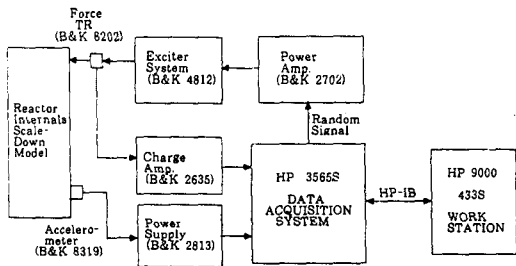 Force
TR
(B&K 8202)
Exciter
System
(B&K 4812)
Power
Amp.
(B&K 2702)
Reactor
Internals
Scale-
Down
Model
Random
Signal
Charge
Amp.
(B&K 2635)
HP 3565S
DATA
ACQUISITION
SYSTEM
HP-IB
HP 9000
433S
WORK
STATION
Accelero-
meter
(B&K 8319)
Power
Supply
(B&K 2813)